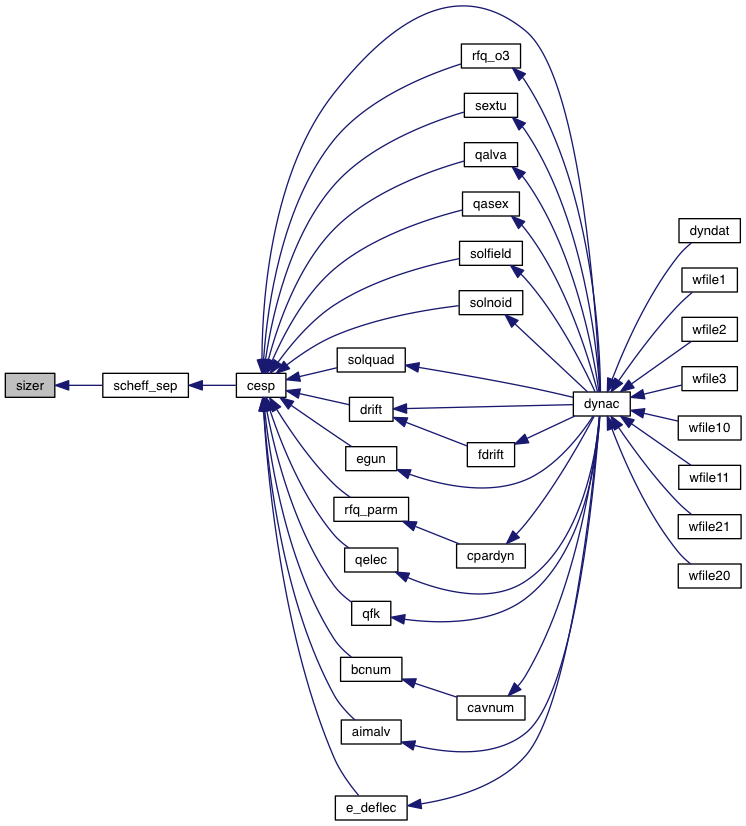 rfq_o3
sextu
qalva
qasex
dyndat
solfield
wfile1
solnoid
wfile2
solquad
wfile3
sizer
scheff_sep
cesp
drift
dynac
wfile10
egun
fdrift
wfile11
rfq_parm
wfile21
cpardyn
qelec
wfile20
qfk
bcnum
cavnum
aimalv
e_deflec